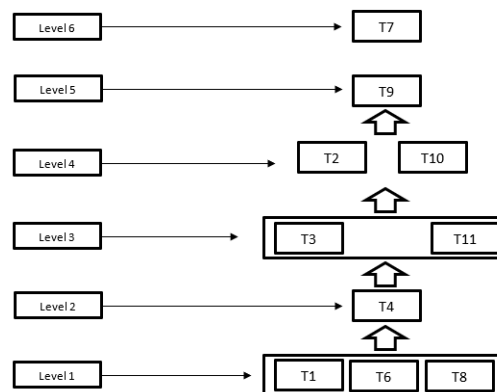 Level 6 T7
Level 5 T9
Level 4 T2 T10
Level 3 T3 T11
Level 2 T4
Level 1 T1 T6 T8